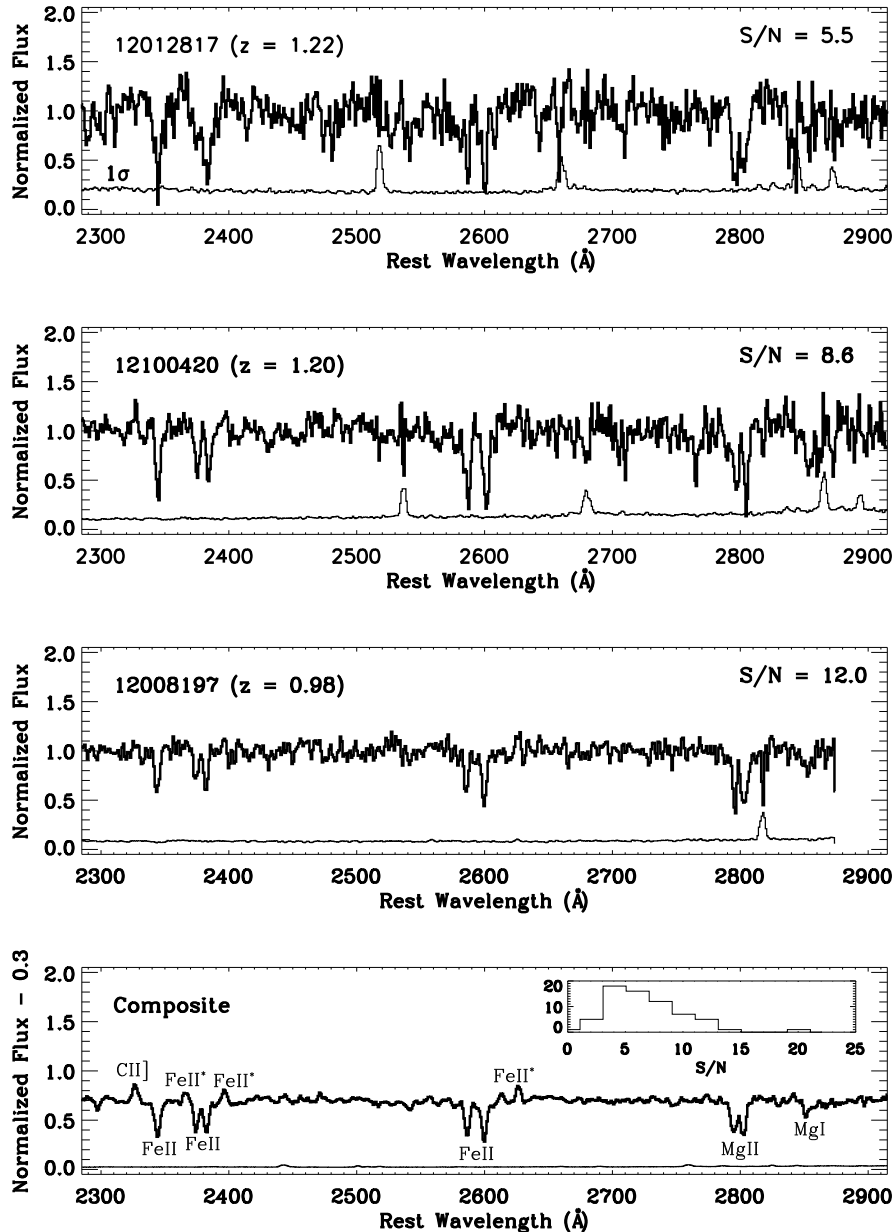 12012817 (z = 1.22)
S/N = 5.5
Normalized Flux
2.0
1.5
1.0
0.5
0.0
1σ
2300 2400 2500 2600 2700 2800 2900
Rest Wavelength (Å)
12100420 (z = 1.20)
S/N = 8.6
Normalized Flux
2.0
1.5
1.0
0.5
0.0
2300 2400 2500 2600 2700 2800 2900
Rest Wavelength (Å)
12008197 (z = 0.98)
S/N = 12.0
Normalized Flux
2.0
1.5
1.0
0.5
0.0
2300 2400 2500 2600 2700 2800 2900
Rest Wavelength (Å)
Composite
Normalized Flux - 0.3
2.0
1.5
1.0
0.5
0.0
20
10
0
0 5 10 15 20 25
S/N
CII]
FeII*
FeII*
FeII*
FeII
FeII
FeII
MgII
MgI
2300 2400 2500 2600 2700 2800 2900
Rest Wavelength (Å)